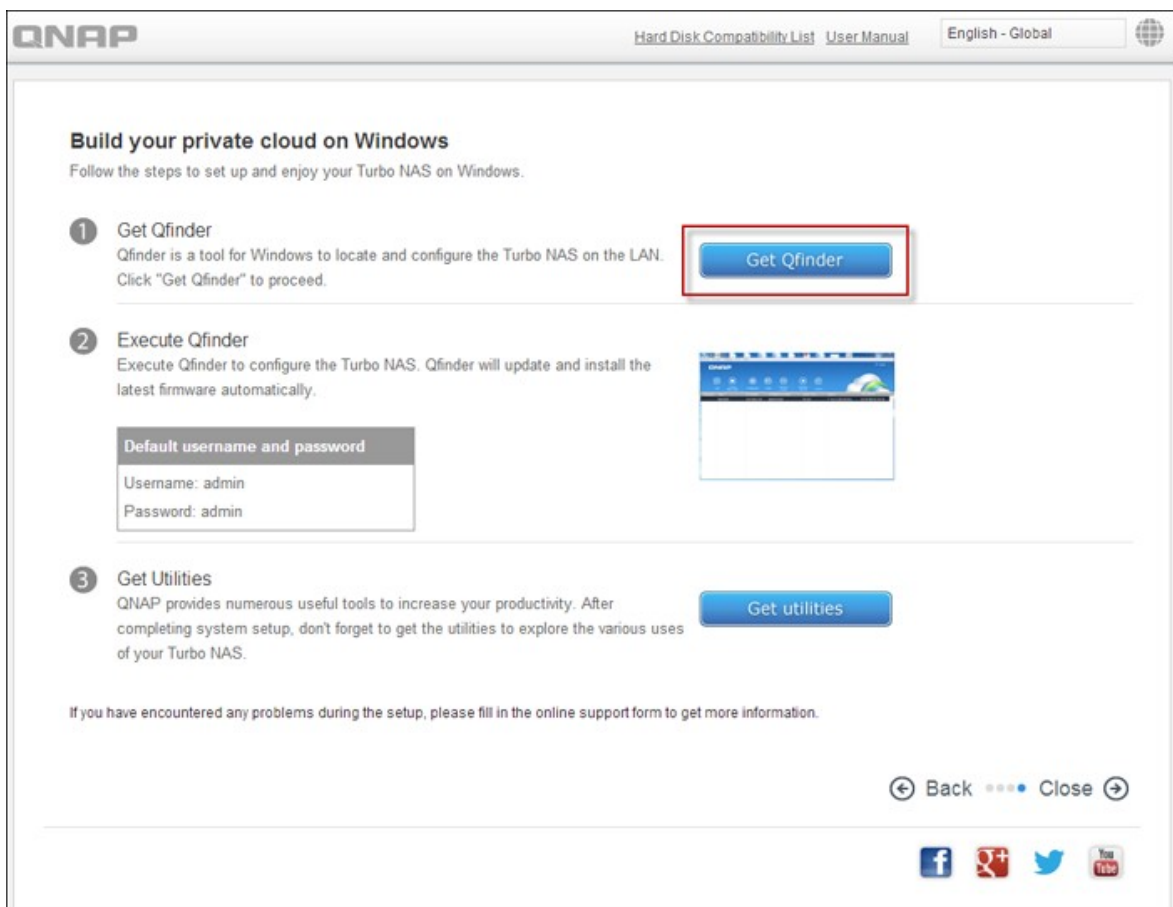 QNAP
Hard Disk Compatibility List User Manual English - Global
Build your private cloud on Windows
Follow the steps to set up and enjoy your Turbo NAS on Windows.
1 Get Qfinder
Qfinder is a tool for Windows to locate and configure the Turbo NAS on the LAN.
Click "Get Qfinder" to proceed.
Get Qfinder
2 Execute Qfinder
Execute Qfinder to configure the Turbo NAS. Qfinder will update and install the
latest firmware automatically.
QNAP
Default username and password
Username: admin
Password: admin
3 Get Utilities
QNAP provides numerous useful tools to increase your productivity. After
completing system setup, don't forget to get the utilities to explore the various uses
of your Turbo NAS.
Get utilities
If you have encountered any problems during the setup, please fill in the online support form to get more information.
Back Close
f g+ You Tube